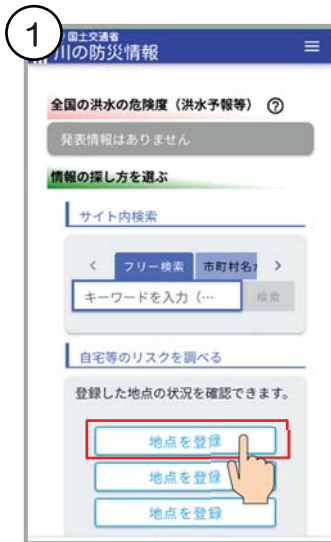 1
国土交通省
川の防災情報
全国の洪水の危険度（洪水予報等） ?
発表情報はありません
情報の探し方を選ぶ
サイト内検索
< フリー検索 市町村名 >
キーワードを入力（… 検索
自宅等のリスクを調べる
登録した地点の状況を確認できます。
地点を登録
地点を登録
地点を登録